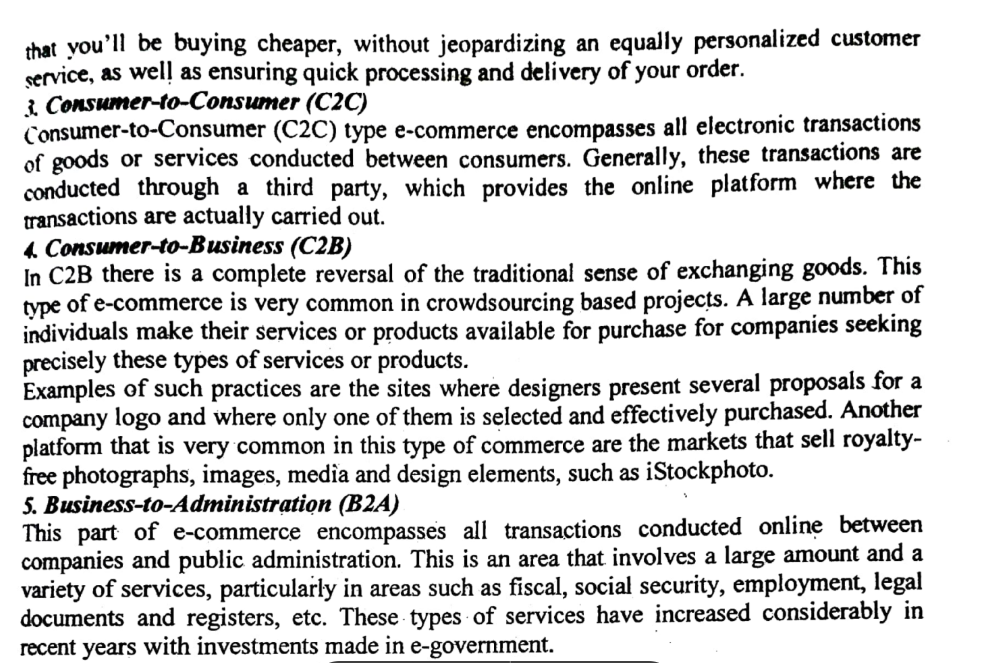 that you'll be buying cheaper, without jeopardizing an equally personalized customer
service, as well as ensuring quick processing and delivery of your order.
3. Consumer-to-Consumer (C2C)
Consumer-to-Consumer (C2C) type e-commerce encompasses all electronic transactions
of goods or services conducted between consumers. Generally, these transactions are
conducted through a third party, which provides the online platform where the
transactions are actually carried out.
4. Consumer-to-Business (C2B)
In C2B there is a complete reversal of the traditional sense of exchanging goods. This
type of e-commerce is very common in crowdsourcing based projects. A large number of
individuals make their services or products available for purchase for companies seeking
precisely these types of services or products.
Examples of such practices are the sites where designers present several proposals for a
company logo and where only one of them is selected and effectively purchased. Another
platform that is very common in this type of commerce are the markets that sell royalty-
free photographs, images, media and design elements, such as iStockphoto.
5. Business-to-Administration (B2A)
This part of e-commerce encompasses all transactions conducted online between
companies and public administration. This is an area that involves a large amount and a
variety of services, particularly in areas such as fiscal, social security, employment, legal
documents and registers, etc. These types of services have increased considerably in
recent years with investments made in e-government.